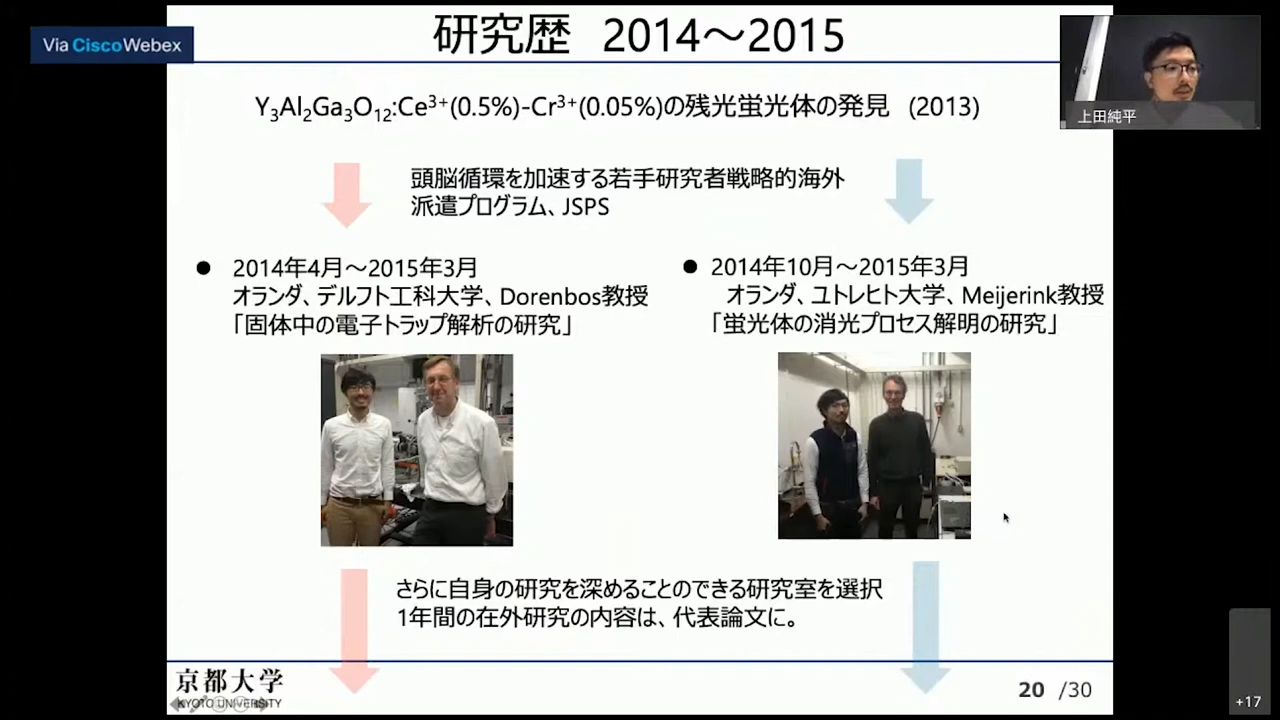 Via CiscoWebex
研究歴 2014～2015
上田純平
Y3Al2Ga3O12:Ce3+(0.5%)-Cr3+(0.05%)の残光蛍光体の発見 (2013)
頭脳循環を加速する若手研究者戦略的海外
派遣プログラム、JSPS
● 2014年4月～2015年3月
オランダ、デルフト工科大学、Dorenbos教授
「固体中の電子トラップ解析の研究」
● 2014年10月～2015年3月
オランダ、ユトレヒト大学、Meijerink教授
「蛍光体の消光プロセス解明の研究」
さらに自身の研究を深めることのできる研究室を選択
1年間の在外研究の内容は、代表論文に。
京都大学
KYOTO UNIVERSITY
20 /30
+17